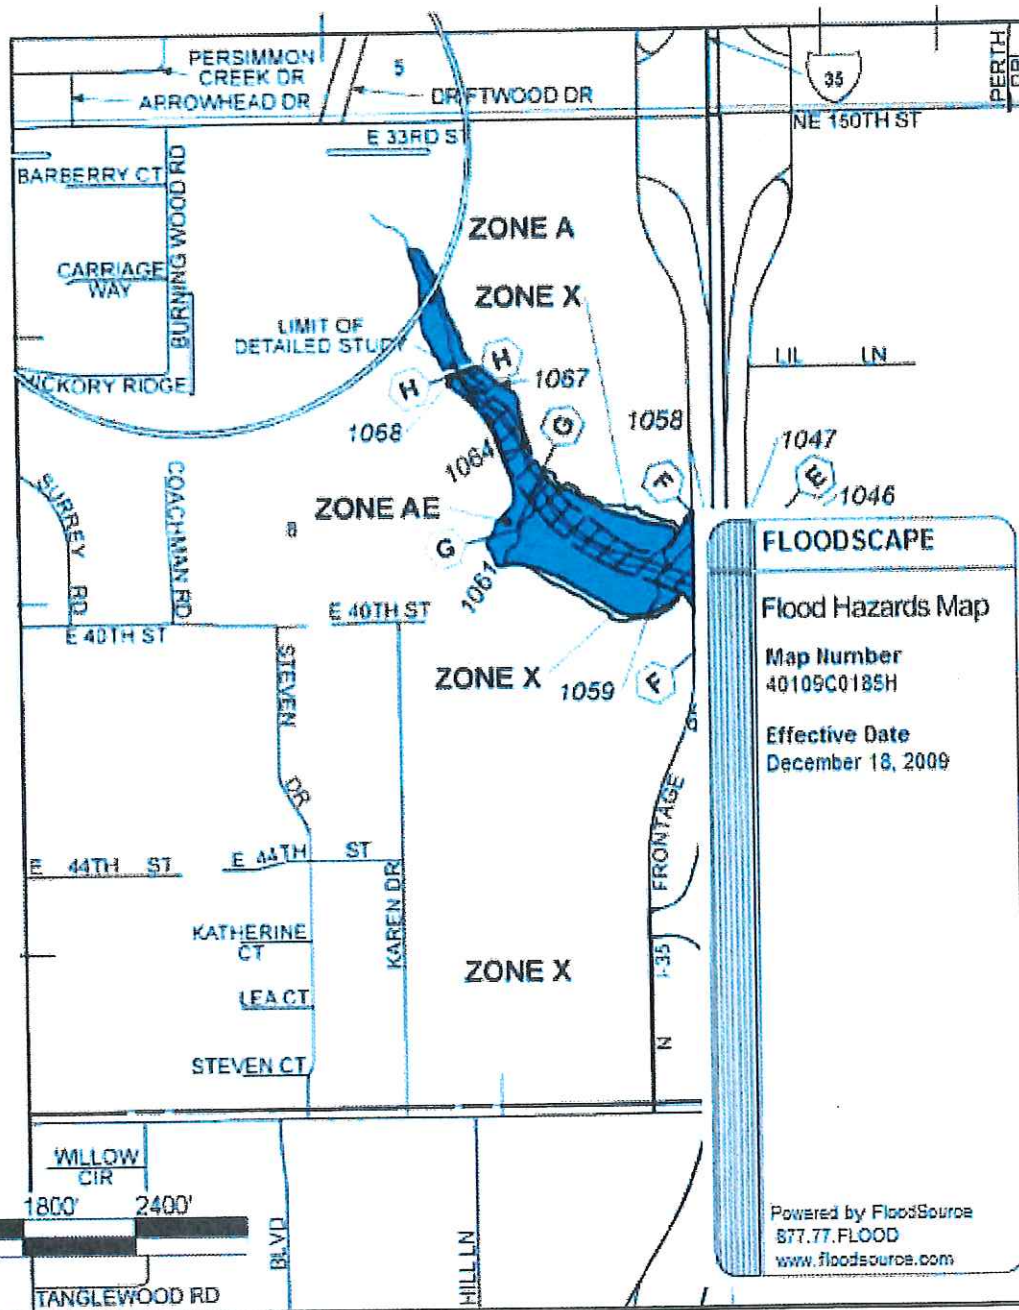 PERSIMMON
CREEK DR
ARROWHEAD DR
5
DRIFTWOOD DR
35
PERTH
DR
NE 150TH ST
E 33RD ST
BARBERRY CT
BURNING WOOD RD
CARRIAGE
WAY
HICKORY RIDGE
ZONE A
ZONE X
LIMIT OF
DETAILED STUDY
H
H
1067
1068
G
1064
1058
F
LIL LN
1047
E
1046
SURREY RD
COACHMAN RD
8
ZONE AE
G
1061
E 40TH ST
E 40TH ST
ZONE X
1059
F
STEVEN DR
DR
FRONTAGE
E 44TH ST
E 44TH ST
KAREN DR
KATHERINE
CT
LEA CT
STEVEN CT
ZONE X
I-35
N
WILLOW
CIR
1800' 2400'
BLVD
HILL LN
TANGLEWOOD RD
FLOODSCAPE
Flood Hazards Map
Map Number
40109C0185H
Effective Date
December 18, 2009
Powered by FloodSource
877.77.FLOOD
www.floodsource.com